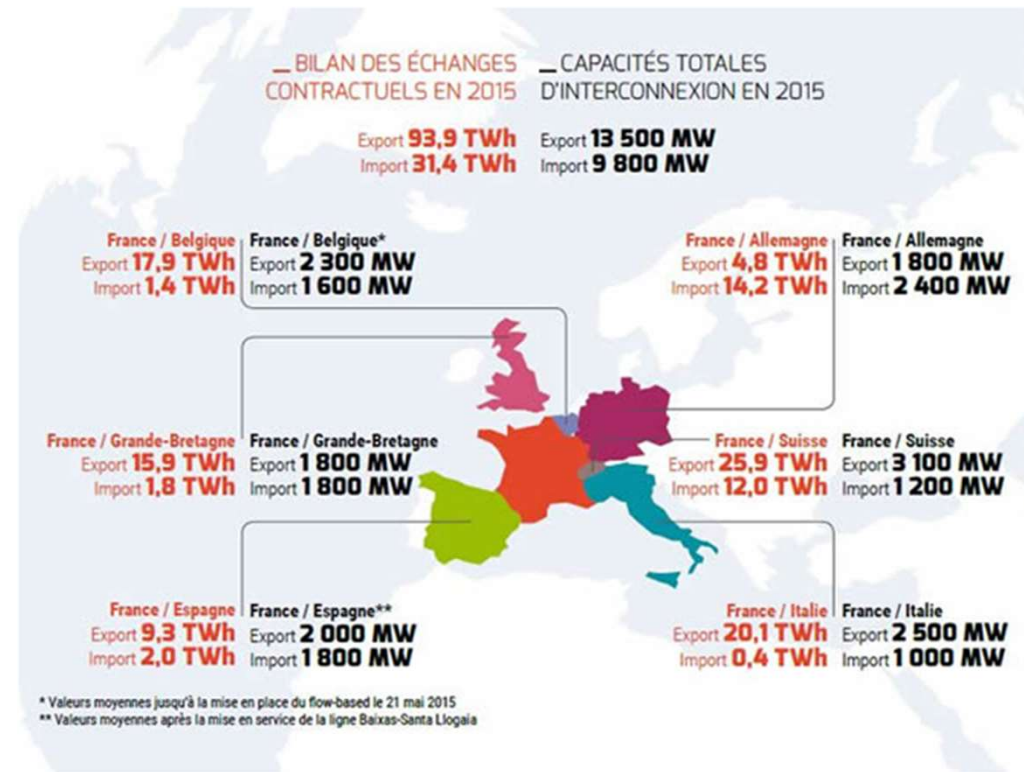 BILAN DES ÉCHANGES
CONTRACTUELS EN 2015
Export 93,9 TWh
Import 31,4 TWh
CAPACITÉS TOTALES
D'INTERCONNEXION EN 2015
Export 13 500 MW
Import 9 800 MW
France / Belgique
Export 17,9 TWh
Import 1,4 TWh
France / Belgique*
Export 2 300 MW
Import 1 600 MW
France / Allemagne
Export 4,8 TWh
Import 14,2 TWh
France / Allemagne
Export 1 800 MW
Import 2 400 MW
France / Grande-Bretagne
Export 15,9 TWh
Import 1,8 TWh
France / Grande-Bretagne
Export 1 800 MW
Import 1 800 MW
France / Suisse
Export 25,9 TWh
Import 12,0 TWh
France / Suisse
Export 3 100 MW
Import 1 200 MW
France / Espagne
Export 9,3 TWh
Import 2,0 TWh
France / Espagne**
Export 2 000 MW
Import 1 800 MW
France / Italie
Export 20,1 TWh
Import 0,4 TWh
France / Italie
Export 2 500 MW
Import 1 000 MW
* Valeurs moyennes jusqu'à la mise en place du flow-based le 21 mai 2015
** Valeurs moyennes après la mise en service de la ligne Baixas-Santa Llogaia